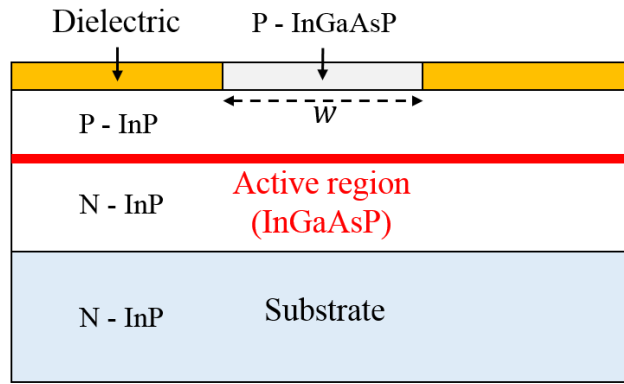 Dielectric
P - InGaAsP
w
P - InP
Active region
(InGaAsP)
N - InP
Substrate
N - InP